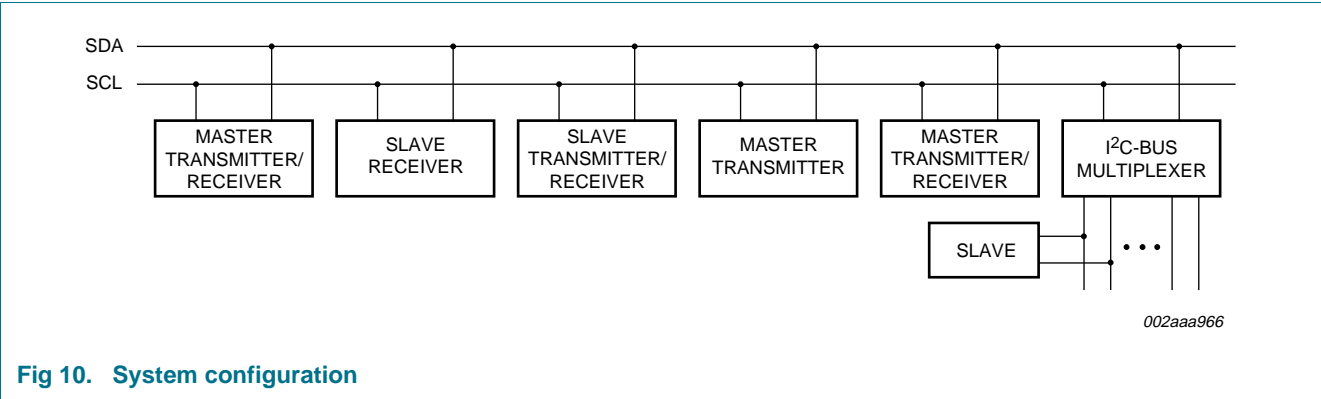 SDA
SCL
MASTER
TRANSMITTER/
RECEIVER
SLAVE
RECEIVER
SLAVE
TRANSMITTER/
RECEIVER
MASTER
TRANSMITTER
MASTER
TRANSMITTER/
RECEIVER
I²C-BUS
MULTIPLEXER
SLAVE
002aaa966
Fig 10. System configuration